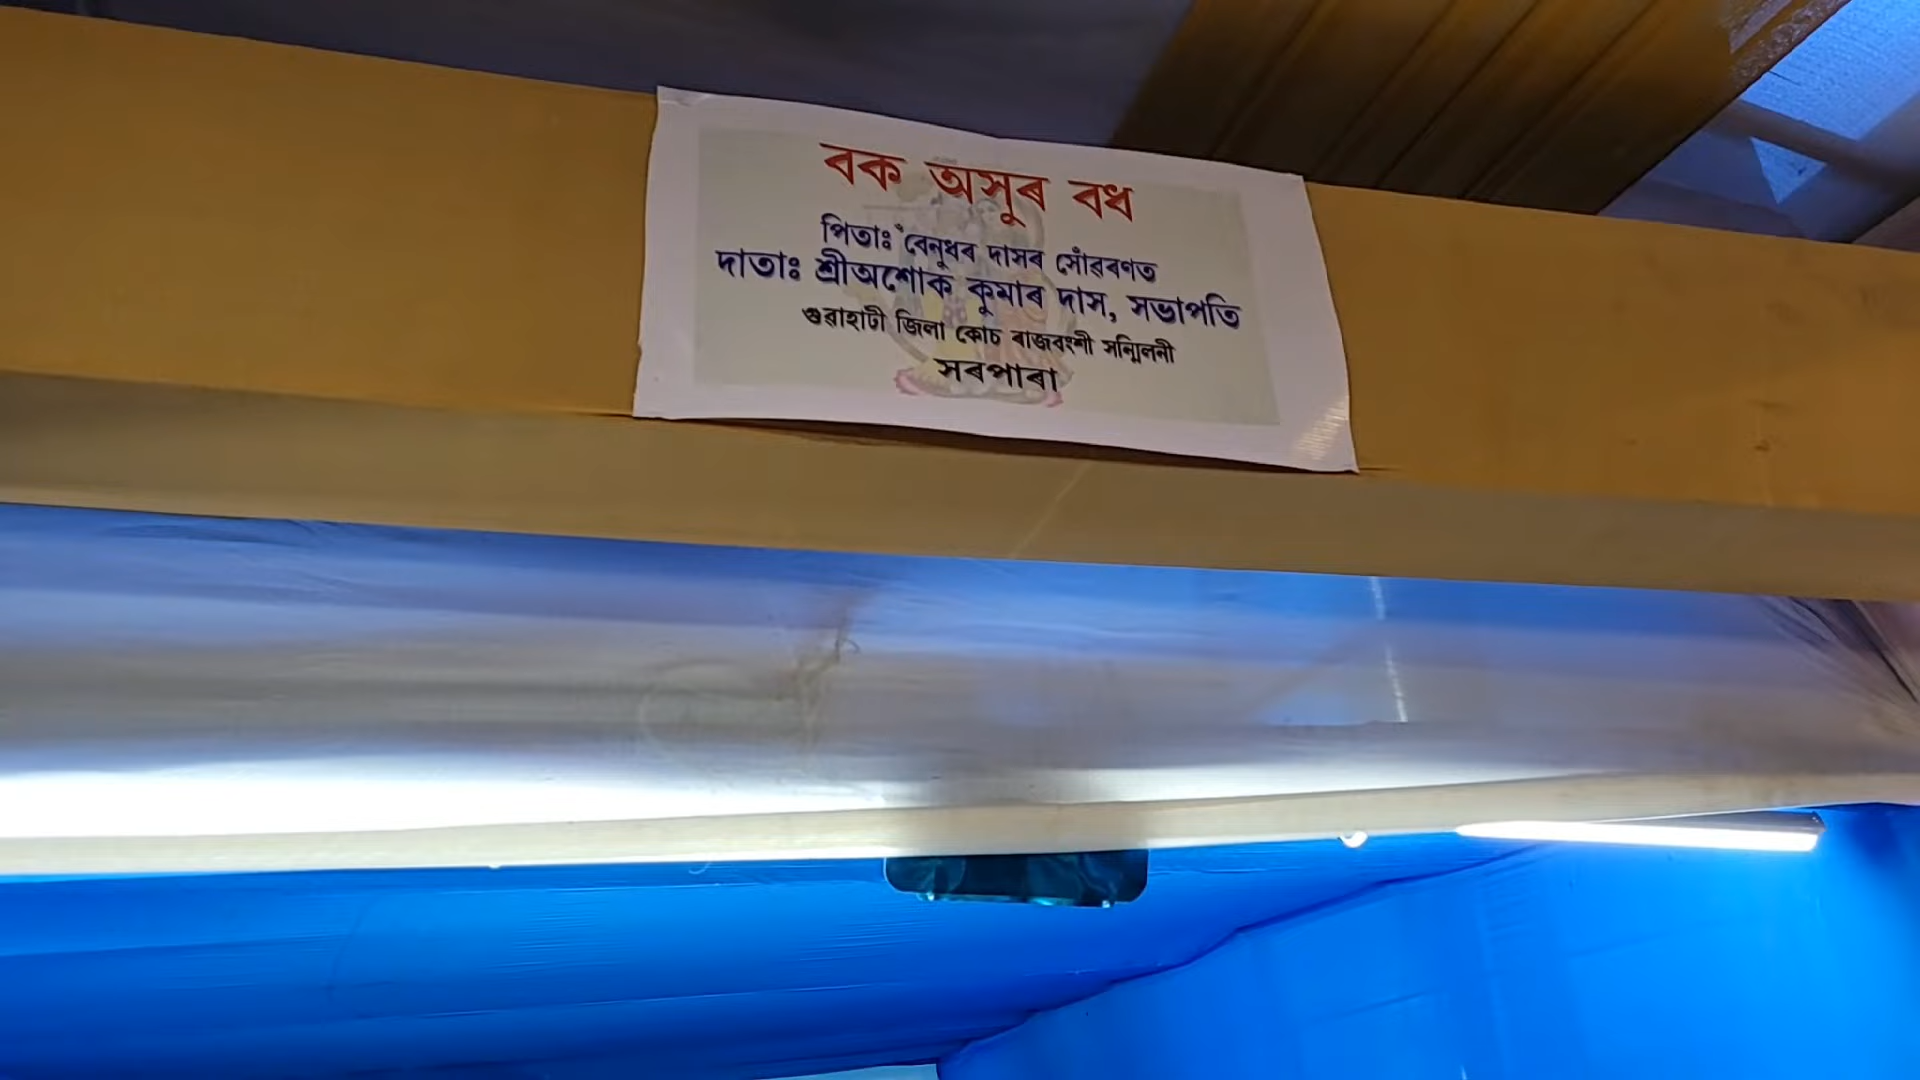 বক অসুৰ বধ
পিতাঃ ৺বেনুধৰ দাসৰ সোঁৱৰণত
দাতাঃ শ্ৰীঅশোক কুমাৰ দাস, সভাপতি
গুৱাহাটী জিলা কোচ ৰাজবংশী সন্মিলনী
সৰপাৰা